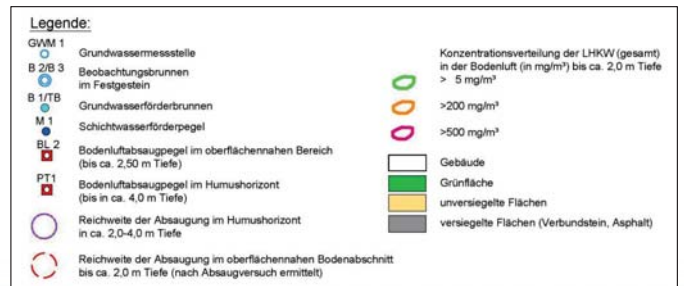 Legende:
GWM 1
Grundwassermessstelle
B 2/B 3
Beobachtungsbrunnen
im Festgestein
B 1/TB
Grundwasserförderbrunnen
M 1
Schichtwasserförderpegel
BL 2
Bodenluftabsaugpegel im oberflächennahen Bereich
(bis ca. 2,50 m Tiefe)
PT1
Bodenluftabsaugpegel im Humushorizont
(bis in ca. 4,0 m Tiefe)
Reichweite der Absaugung im Humushorizont
in ca. 2,0-4,0 m Tiefe
Reichweite der Absaugung im oberflächennahen Bodenabschnitt
bis ca. 2,0 m Tiefe (nach Absaugversuch ermittelt)
Konzentrationsverteilung der LHKW (gesamt)
in der Bodenluft (in mg/m³) bis ca. 2,0 m Tiefe
> 5 mg/m³
>200 mg/m³
>500 mg/m³
Gebäude
Grünfläche
unversiegelte Flächen
versiegelte Flächen (Verbundstein, Asphalt)